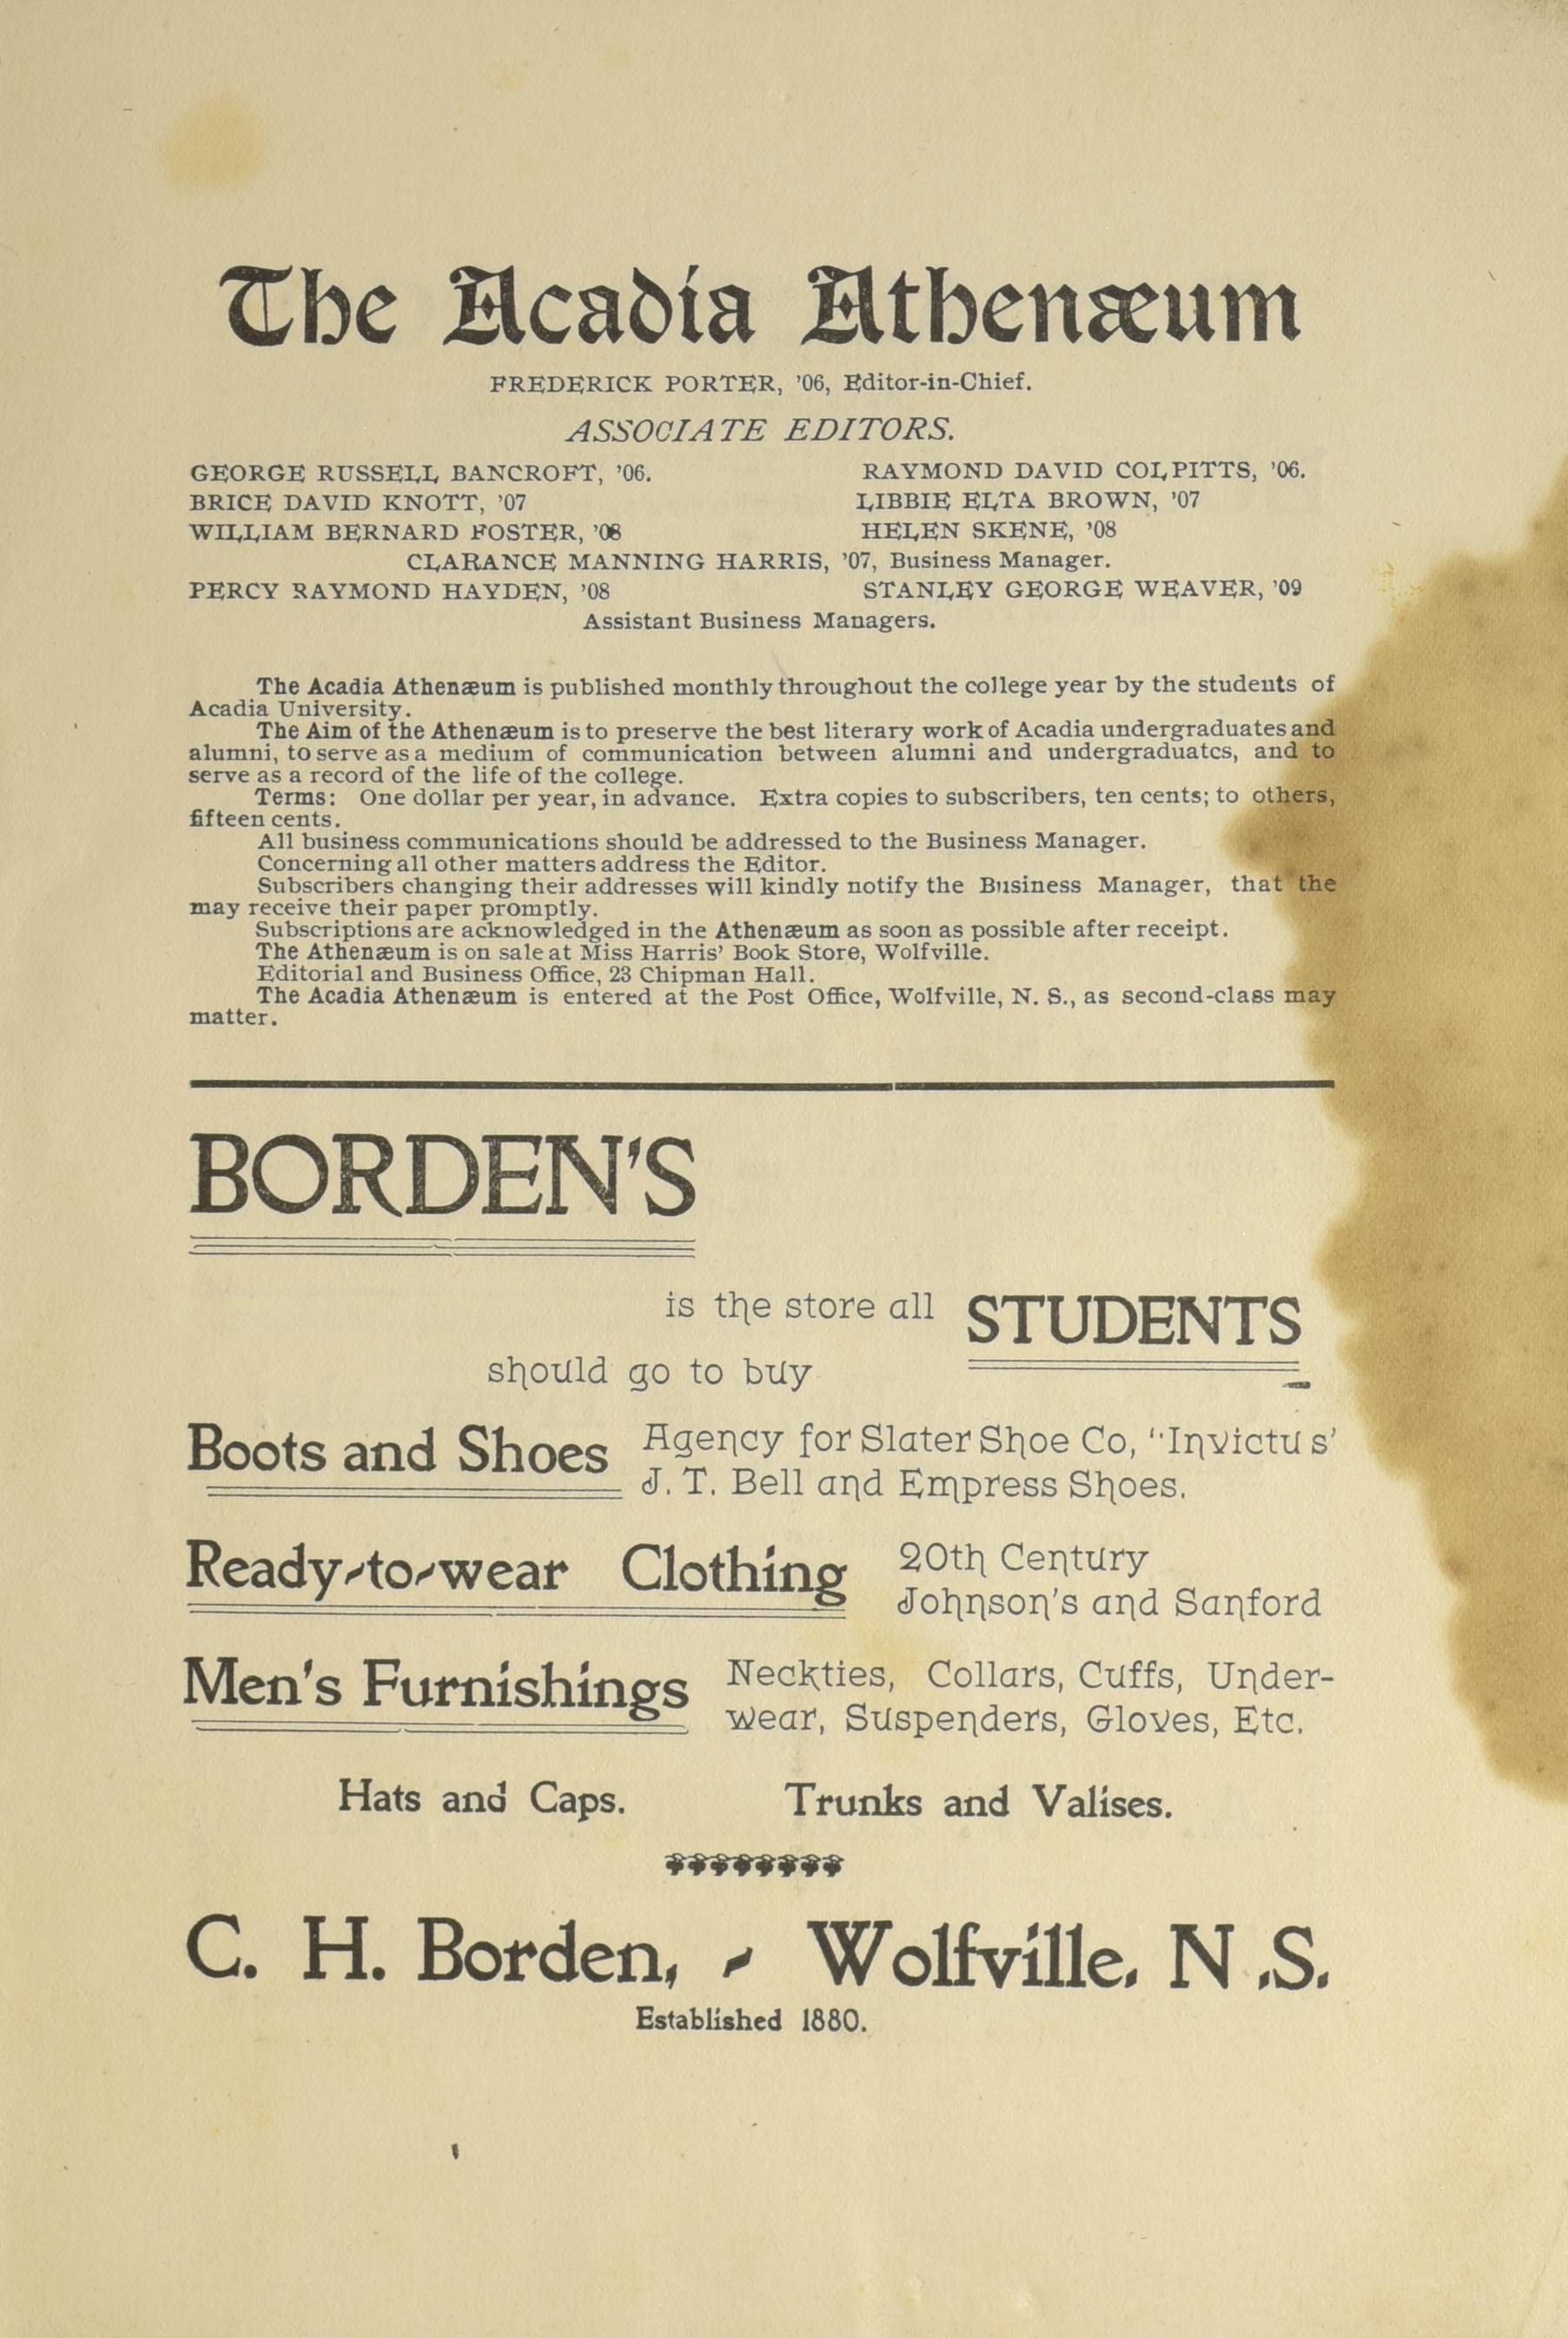 The Acadia Athenæum
FREDERICK PORTER, '06, Editor-in-Chief.
ASSOCIATE EDITORS.
GEORGE RUSSELL BANCROFT, '06. RAYMOND DAVID COLPITTS, '06.
BRICE DAVID KNOTT, '07 LIBBIE ELTA BROWN, '07
WILLIAM BERNARD FOSTER, '08 HELEN SKENE, '08
CLARANCE MANNING HARRIS, '07, Business Manager.
PERCY RAYMOND HAYDEN, '08 STANLEY GEORGE WEAVER, '09
Assistant Business Managers.
The Acadia Athenæum is published monthly throughout the college year by the students of
Acadia University.
The Aim of the Athenæum is to preserve the best literary work of Acadia undergraduates and
alumni, to serve as a medium of communication between alumni and undergraduates, and to
serve as a record of the life of the college.
Terms: One dollar per year, in advance. Extra copies to subscribers, ten cents; to others,
fifteen cents.
All business communications should be addressed to the Business Manager.
Concerning all other matters address the Editor.
Subscribers changing their addresses will kindly notify the Business Manager, that the
may receive their paper promptly.
Subscriptions are acknowledged in the Athenæum as soon as possible after receipt.
The Athenæum is on sale at Miss Harris' Book Store, Wolfville.
Editorial and Business Office, 23 Chipman Hall.
The Acadia Athenæum is entered at the Post Office, Wolfville, N. S., as second-class may
matter.
BORDEN'S
is the store all STUDENTS
should go to buy
Boots and Shoes Agency for Slater Shoe Co, "Invictus'
J. T. Bell and Empress Shoes.
Ready-to-wear Clothing 20th Century
Johnson's and Sanford
Men's Furnishings Neckties, Collars, Cuffs, Under-
wear, Suspenders, Gloves, Etc.
Hats and Caps. Trunks and Valises.
C. H. Borden, - Wolfville, N.S.
Established 1880.